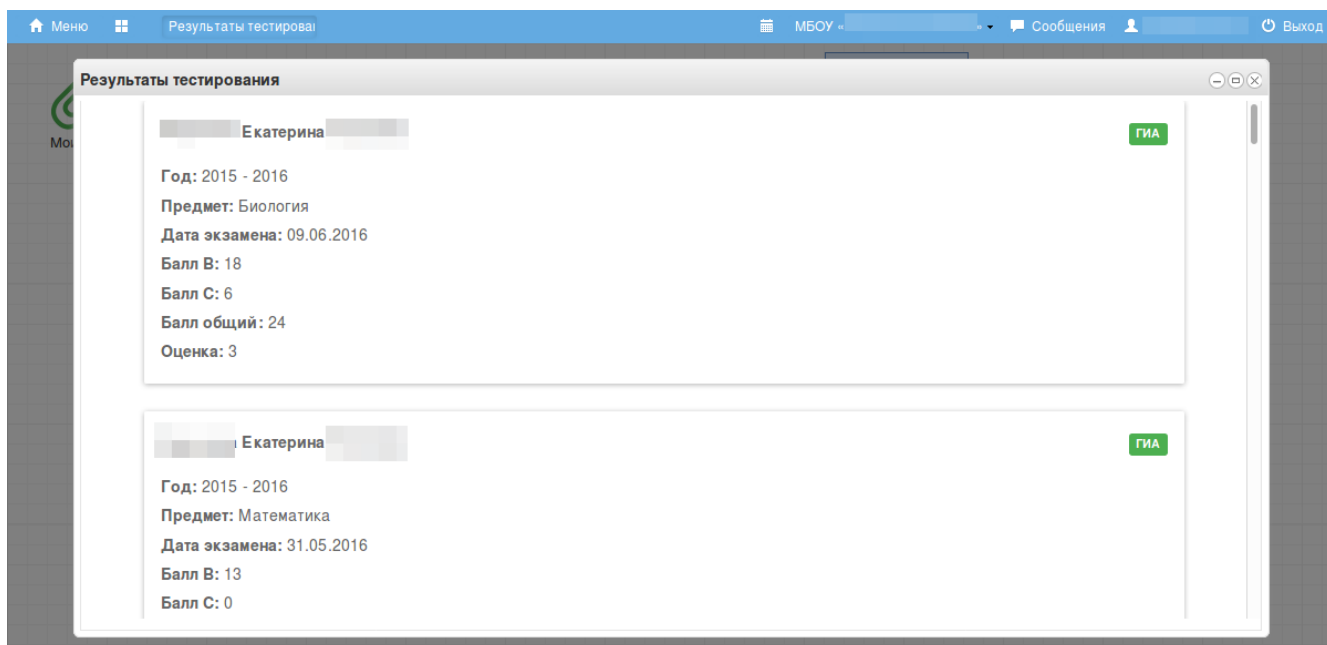 Меню Результаты тестирова МБОУ « » Сообщения Выход
Результаты тестирования
Екатерина ГИА
Год: 2015 - 2016
Предмет: Биология
Дата экзамена: 09.06.2016
Балл B: 18
Балл C: 6
Балл общий: 24
Оценка: 3
Екатерина ГИА
Год: 2015 - 2016
Предмет: Математика
Дата экзамена: 31.05.2016
Балл B: 13
Балл C: 0